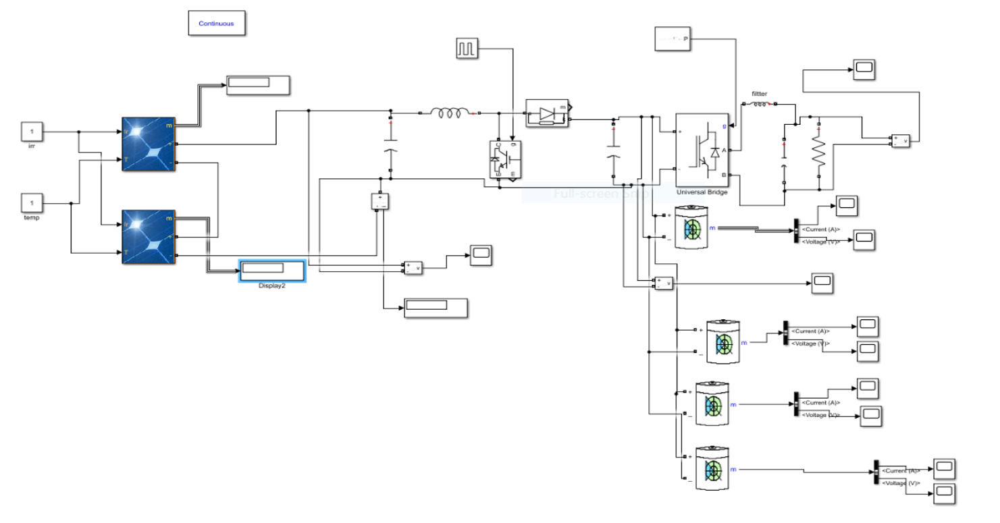 Continuous
P
filtter
m
1
irr
Ir
m
+
T
-
C
g
E
m
g
+
A
-
B
+
-
v
Full-screen Snip
Universal Bridge
1
temp
Ir
m
+
T
-
+
-
Display2
+
-
v
+
_
m
<Current (A)>
<Voltage (V)>
+
-
v
+
_
m
<Current (A)>
<Voltage (V)>
+
_
m
<Current (A)>
<Voltage (V)>
+
_
m
<Current (A)>
<Voltage (V)>